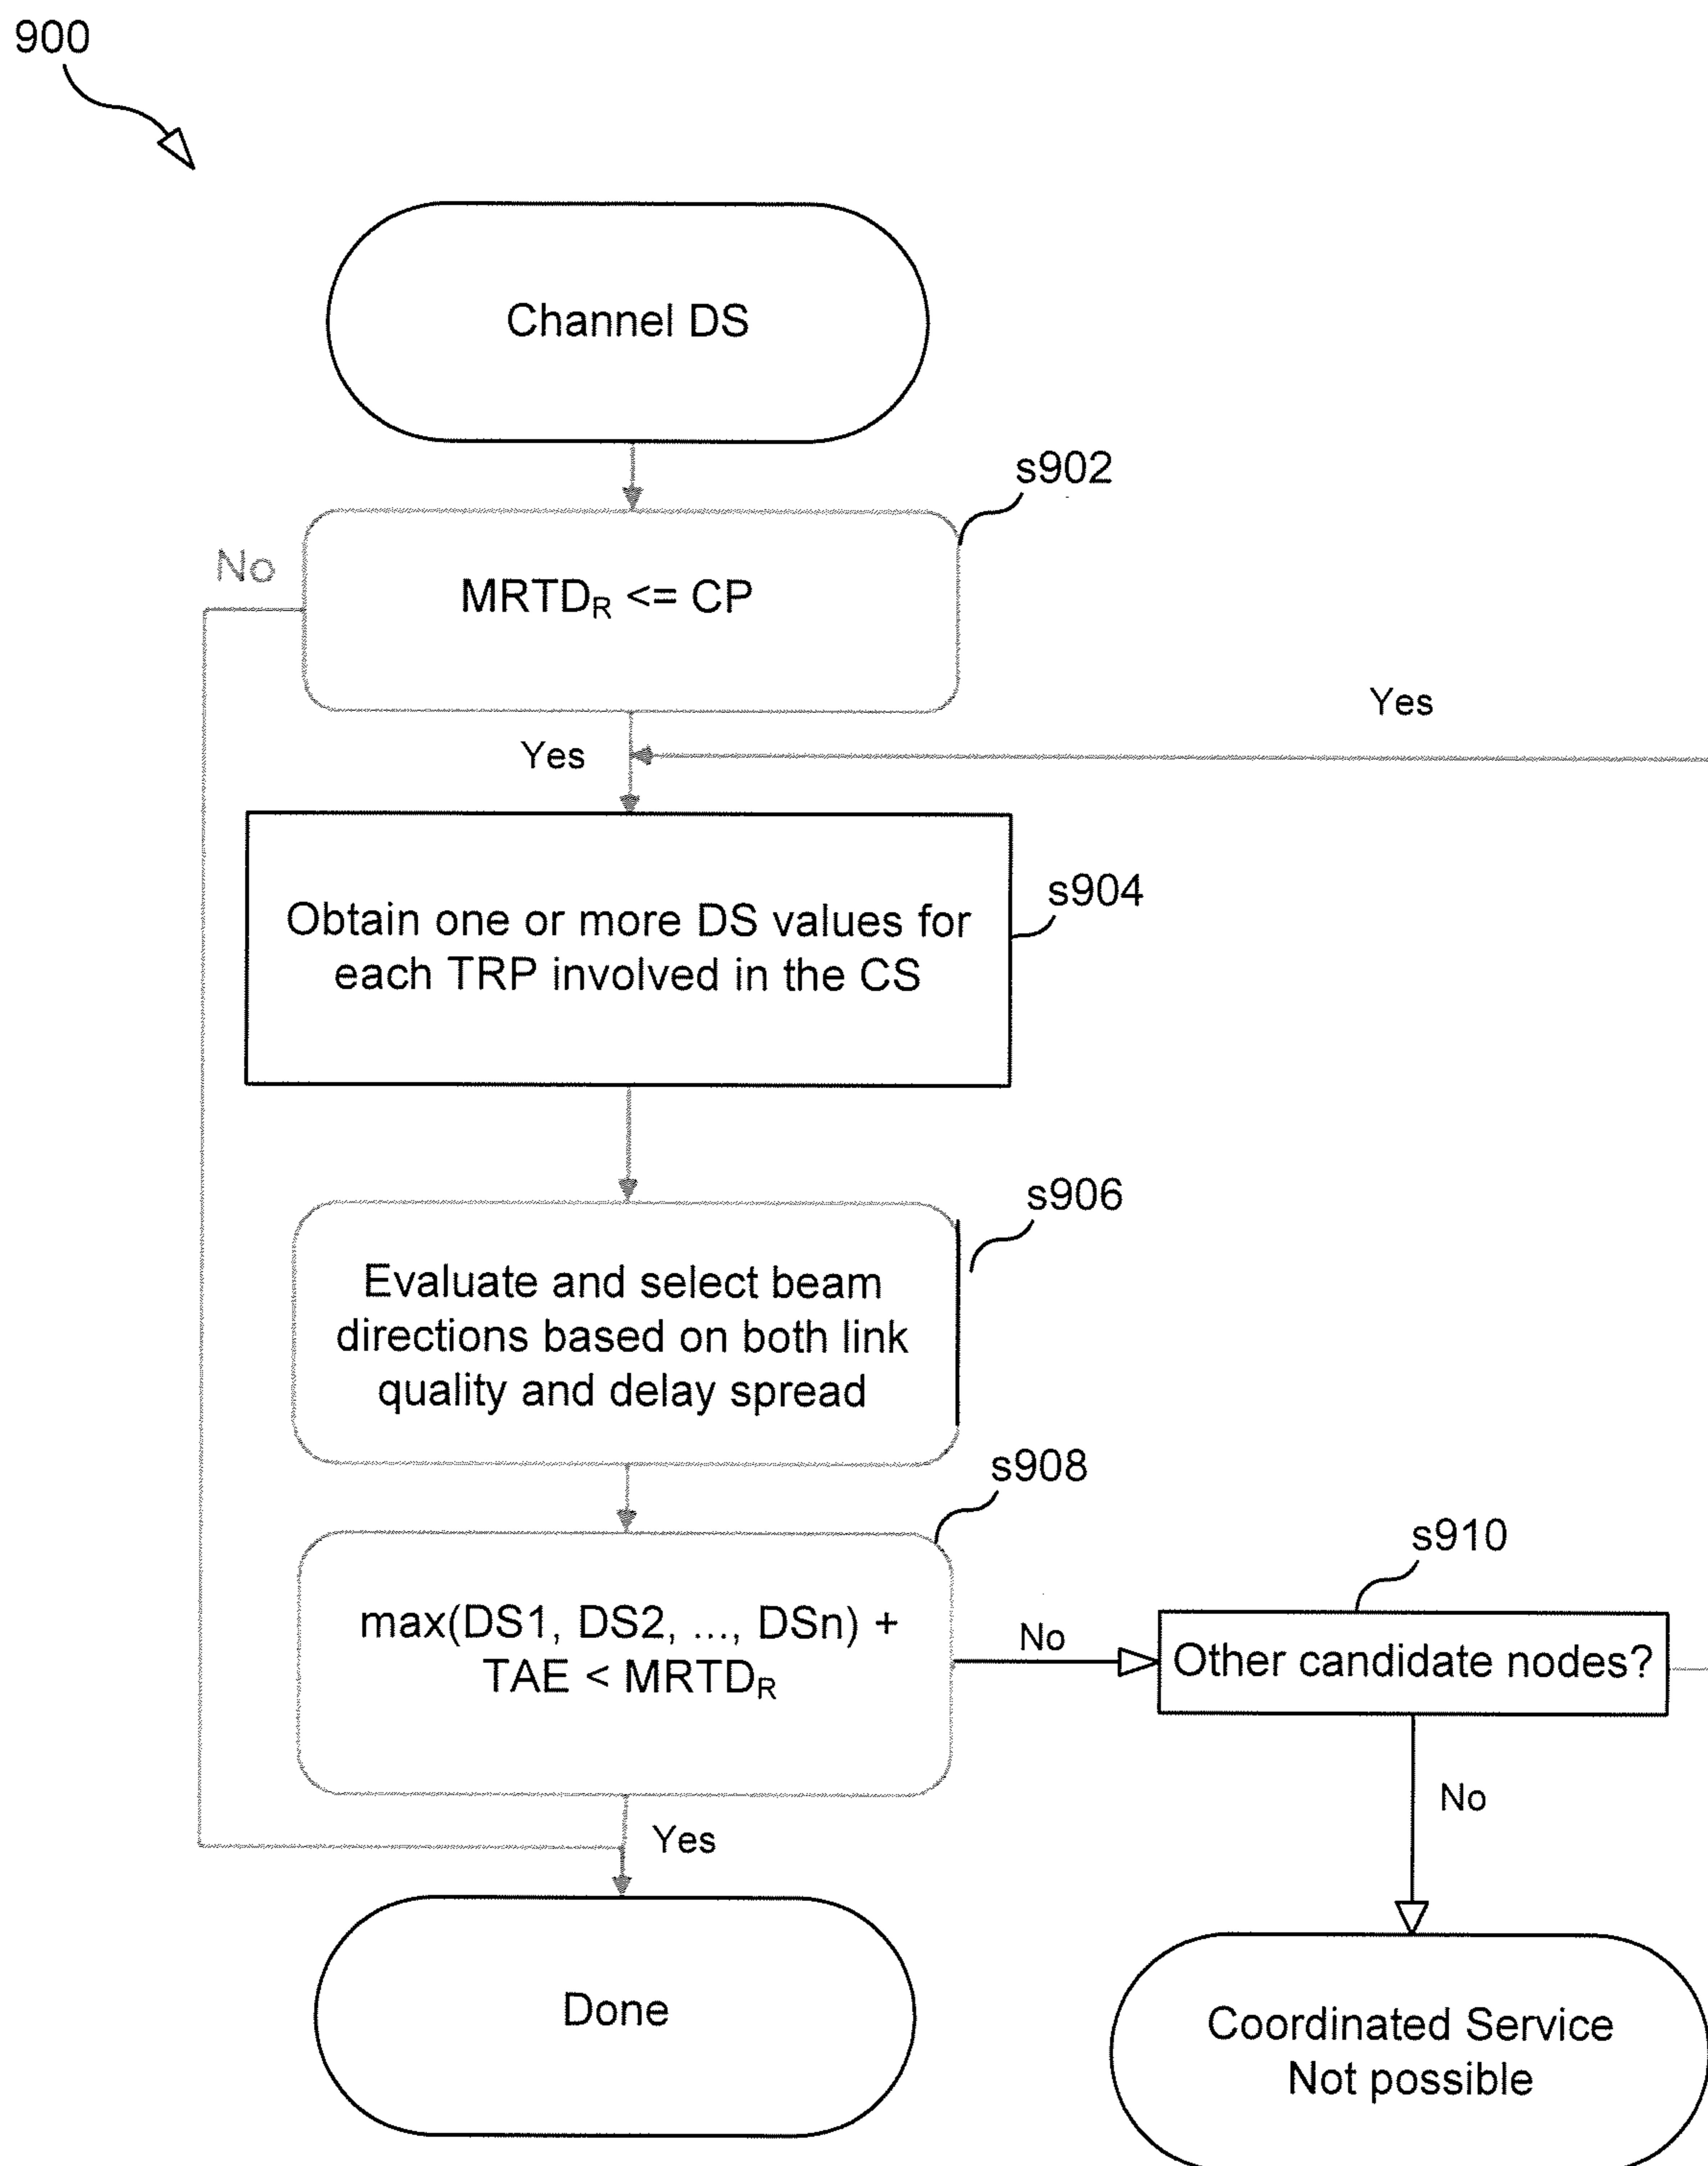 900
Channel DS
s902
No
MRTDR <= CP
Yes
Yes
s904
Obtain one or more DS values for
each TRP involved in the CS
s906
Evaluate and select beam
directions based on both link
quality and delay spread
s908
s910
max(DS1, DS2, ..., DSn) +
TAE < MRTDR
No
Other candidate nodes?
No
Yes
Done
Coordinated Service
Not possible